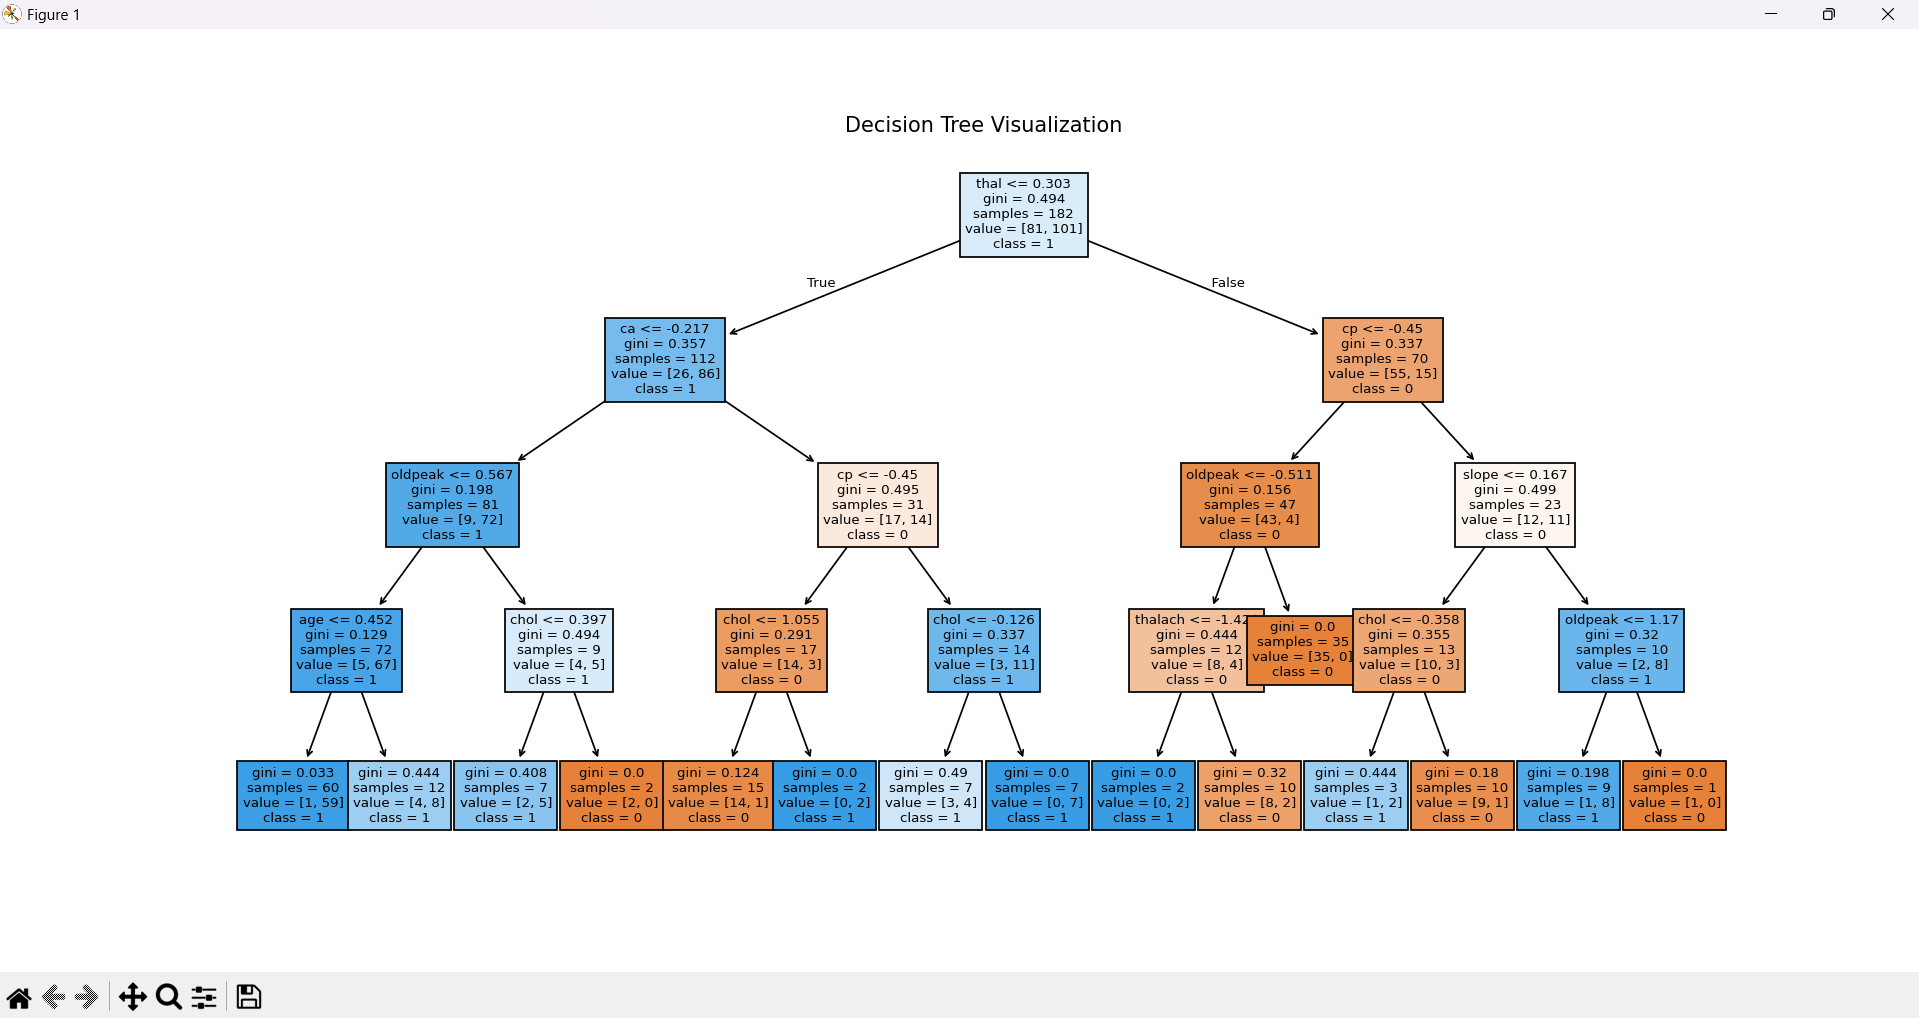 Figure 1
Decision Tree Visualization
thal <= 0.303
gini = 0.494
samples = 182
value = [81, 101]
class = 1
True
False
ca <= -0.217
gini = 0.357
samples = 112
value = [26, 86]
class = 1
cp <= -0.45
gini = 0.337
samples = 70
value = [55, 15]
class = 0
oldpeak <= 0.567
gini = 0.198
samples = 81
value = [9, 72]
class = 1
cp <= -0.45
gini = 0.495
samples = 31
value = [17, 14]
class = 0
oldpeak <= -0.511
gini = 0.156
samples = 47
value = [43, 4]
class = 0
slope <= 0.167
gini = 0.499
samples = 23
value = [12, 11]
class = 0
age <= 0.452
gini = 0.129
samples = 72
value = [5, 67]
class = 1
chol <= 0.397
gini = 0.494
samples = 9
value = [4, 5]
class = 1
chol <= 1.055
gini = 0.291
samples = 17
value = [14, 3]
class = 0
chol <= -0.126
gini = 0.337
samples = 14
value = [3, 11]
class = 1
thalach <=
gini = 0.444
samples = 12
value = [8, 4]
class = 0
gini = 0.0
samples = 35
value = [35, 0]
class = 0
chol <= -0.358
gini = 0.355
samples = 13
value = [10, 3]
class = 0
oldpeak <= 1.17
gini = 0.32
samples = 10
value = [2, 8]
class = 1
gini = 0.033
samples = 60
value = [1, 59]
class = 1
gini = 0.444
samples = 12
value = [4, 8]
class = 1
gini = 0.408
samples = 7
value = [2, 5]
class = 1
gini = 0.0
samples = 2
value = [2, 0]
class = 0
gini = 0.124
samples = 15
value = [14, 1]
class = 0
gini = 0.0
samples = 2
value = [0, 2]
class = 1
gini = 0.49
samples = 7
value = [3, 4]
class = 1
gini = 0.0
samples = 7
value = [0, 7]
class = 1
gini = 0.0
samples = 2
value = [0, 2]
class = 1
gini = 0.32
samples = 10
value = [8, 2]
class = 0
gini = 0.444
samples = 3
value = [1, 2]
class = 1
gini = 0.18
samples = 10
value = [9, 1]
class = 0
gini = 0.198
samples = 9
value = [1, 8]
class = 1
gini = 0.0
samples = 1
value = [1, 0]
class = 0